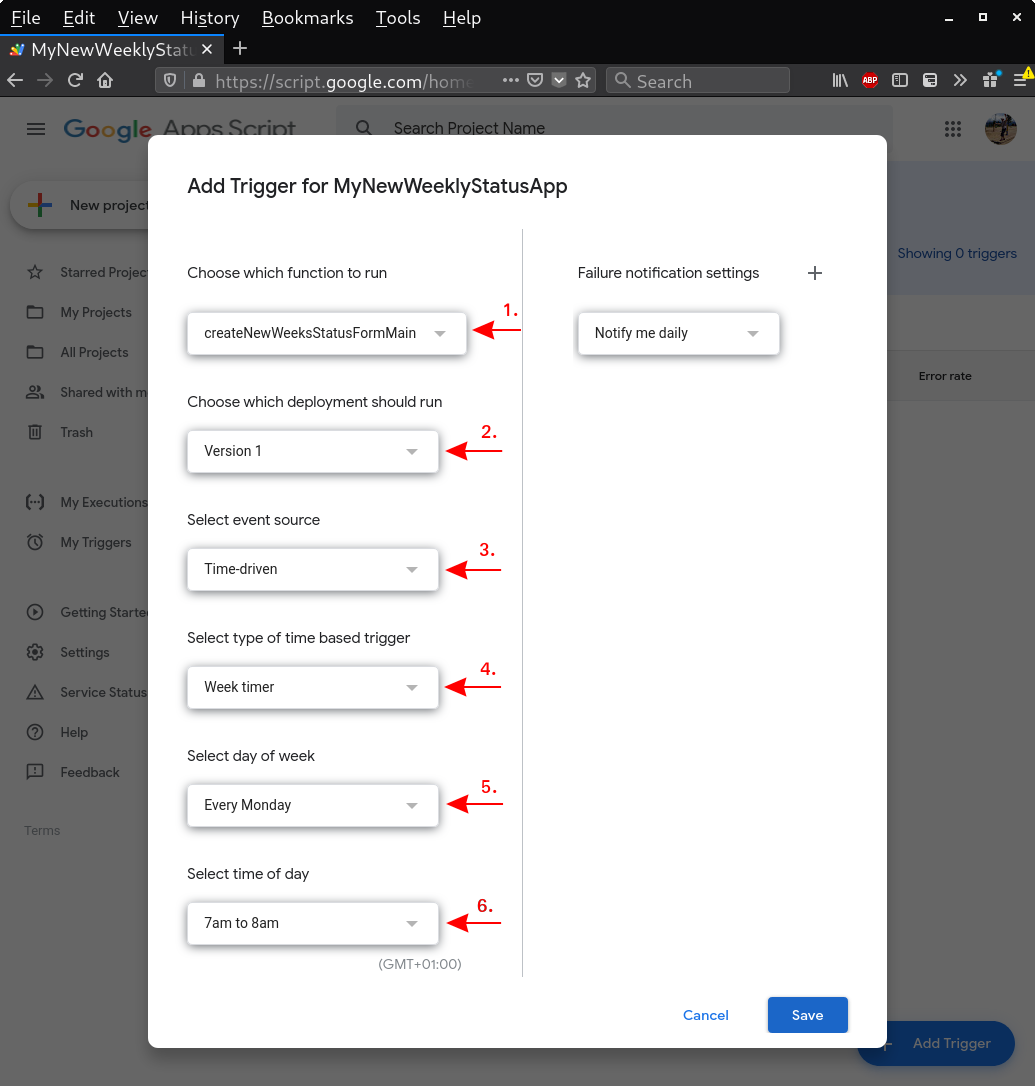 File Edit View History Bookmarks Tools Help
MyNewWeeklyStatu
https://script.google.com/home
Search
ABP
Google Apps Script
Search Project Name
Add Trigger for MyNewWeeklyStatusApp
New project
Showing 0 triggers
Choose which function to run
Failure notification settings
Starred Projec
My Projects
1.
createNewWeeksStatusFormMain
Notify me daily
All Projects
Error rate
Shared with m
Choose which deployment should run
Trash
2.
Version 1
My Executions
Select event source
My Triggers
3.
Time-driven
Getting Starte
Select type of time based trigger
Settings
4.
Week timer
Service Status
Help
Select day of week
Feedback
5.
Every Monday
Terms
Select time of day
6.
7am to 8am
(GMT+01:00)
Cancel
Save
Add Trigger